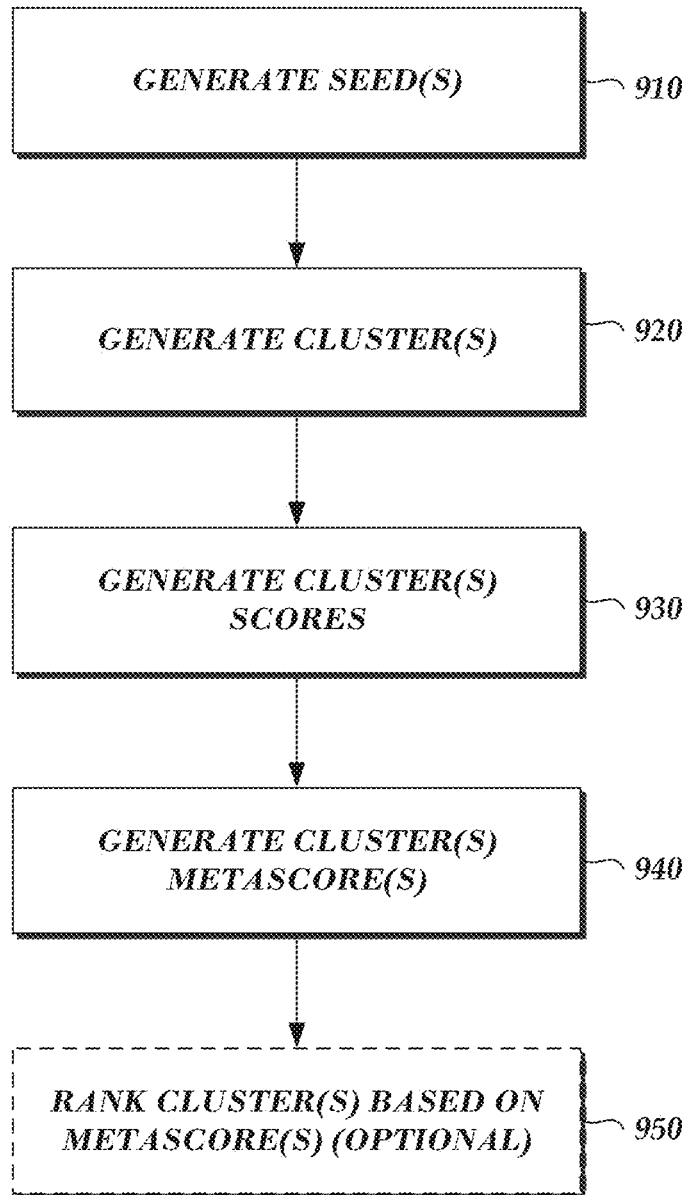 GENERATE SEED(S)
910
GENERATE CLUSTER(S)
920
GENERATE CLUSTER(S)
SCORES
930
GENERATE CLUSTER(S)
METASCORE(S)
940
RANK CLUSTER(S) BASED ON
METASCORE(S) (OPTIONAL)
950